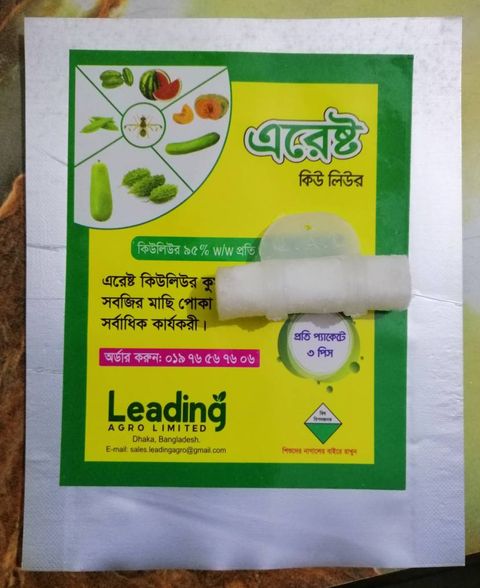 এরেষ্ট
কিউ লিউর
কিউলিউর ৯৫% w/w প্রতি
এরেষ্ট কিউলিউর কু
সবজির মাছি পোকা
সর্বাধিক কার্যকরী।
প্রতি প্যাকেটে
৩ পিস
অর্ডার করুন: ০১৯ ৭৬ ৫৬ ৭৬ ০৬
Leading
AGRO LIMITED
Dhaka, Bangladesh.
E-mail: sales.leadingagro@gmail.com
শিশুদের নাগালের বাইরে রাখুন